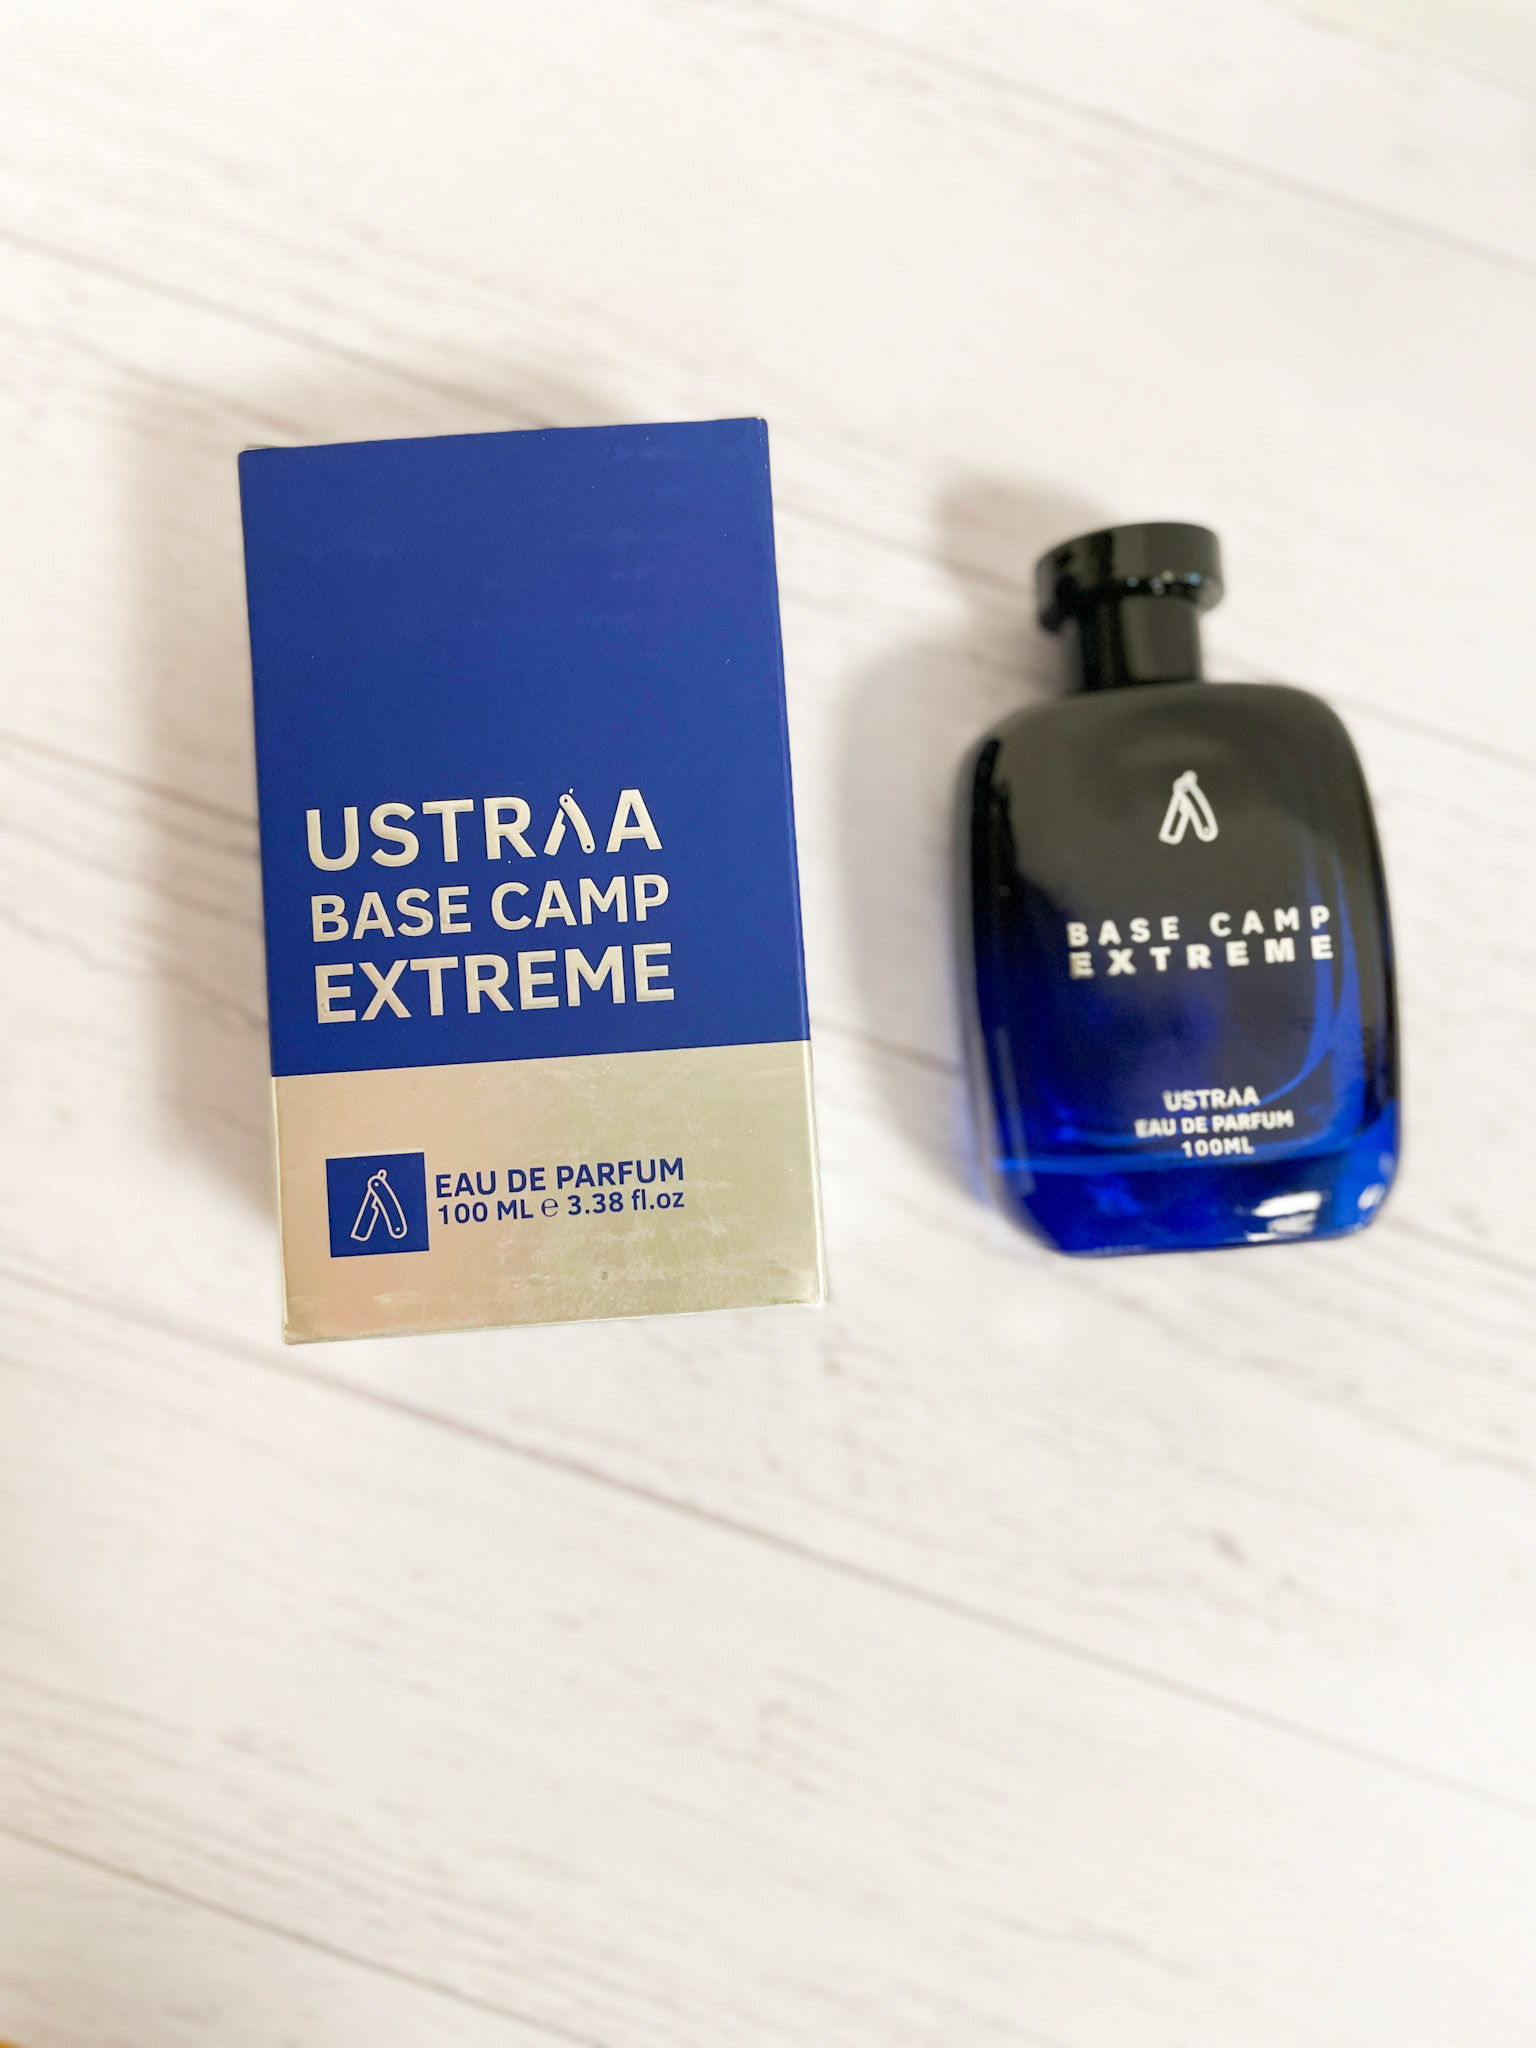 USTRAA
BASE CAMP
EXTREME
EAU DE PARFUM
100 ML ℮ 3.38 fl.oz
BASE CAMP
EXTREME
USTRAA
EAU DE PARFUM
100ML